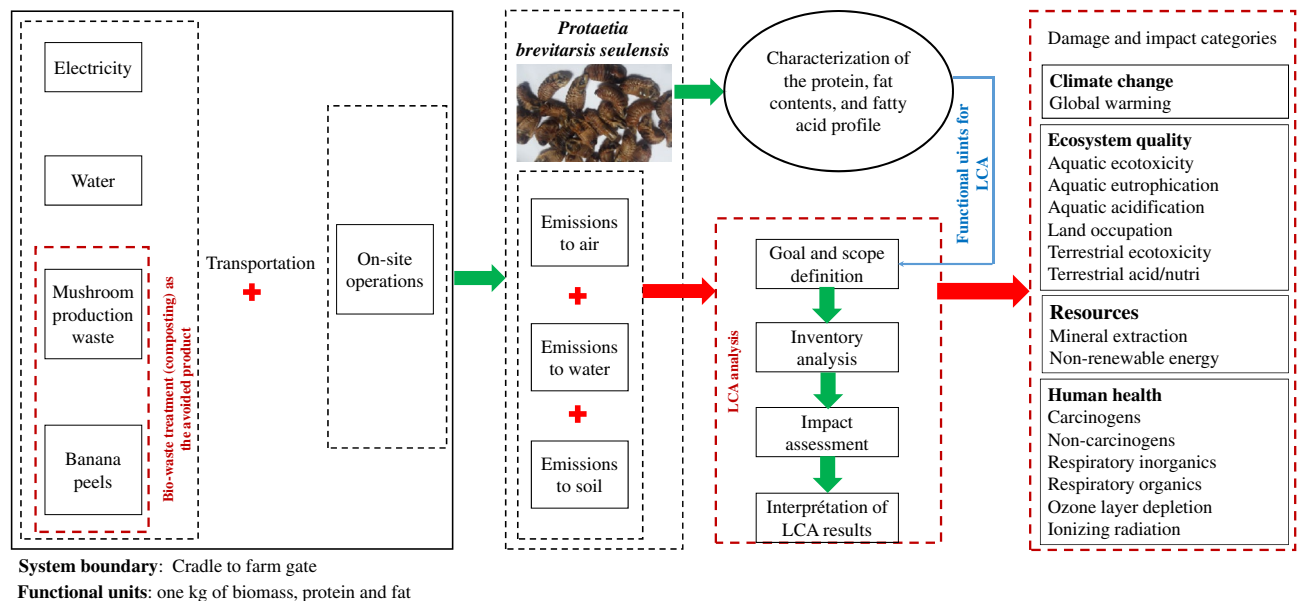 Electricity
Water
Mushroom
production
waste
Banana
peels
Bio-waste treatment (composting) as
the avoided product
Transportation
On-site
operations
Protaetia
brevitarsis seulensis
Emissions
to air
Emissions
to water
Emissions
to soil
Characterization of
the protein, fat
contents, and fatty
acid profile
Functional uints for
LCA
LCA analysis
Goal and scope
definition
Inventory
analysis
Impact
assessment
Interprétation of
LCA results
Damage and impact categories
Climate change
Global warming
Ecosystem quality
Aquatic ecotoxicity
Aquatic eutrophication
Aquatic acidification
Land occupation
Terrestrial ecotoxicity
Terrestrial acid/nutri
Resources
Mineral extraction
Non-renewable energy
Human health
Carcinogens
Non-carcinogens
Respiratory inorganics
Respiratory organics
Ozone layer depletion
Ionizing radiation
System boundary: Cradle to farm gate
Functional units: one kg of biomass, protein and fat